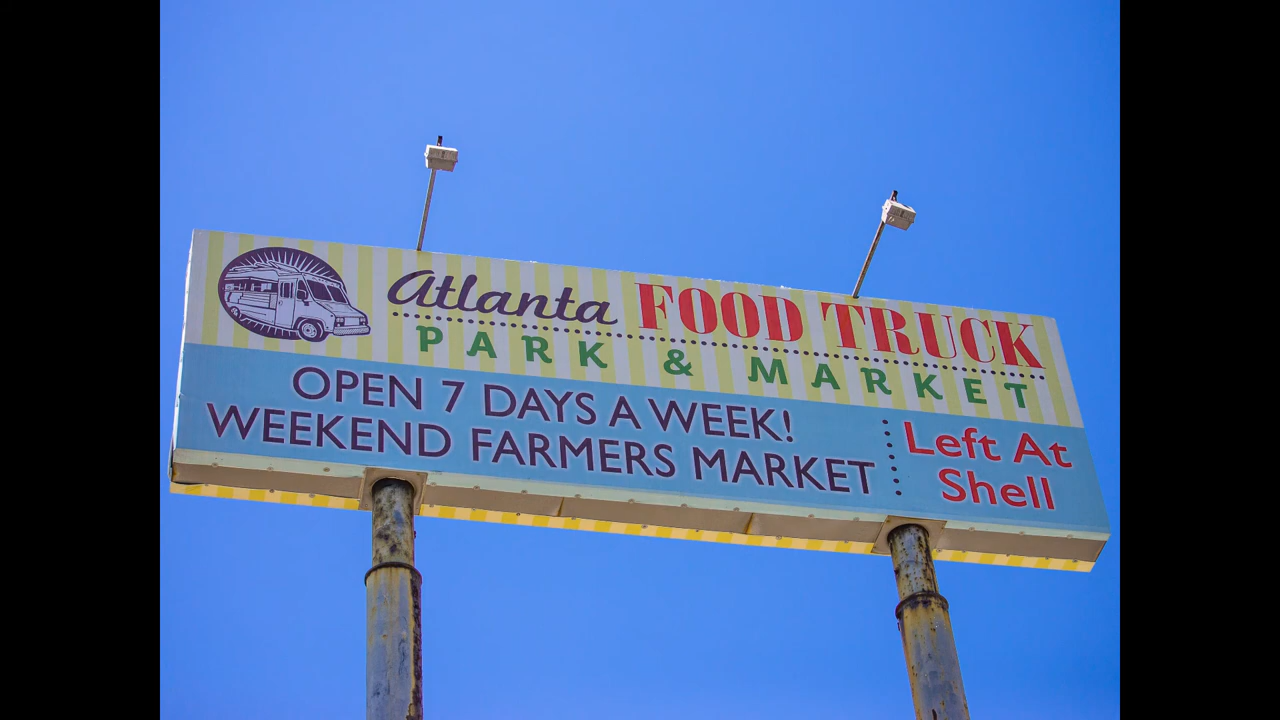 Atlanta FOOD TRUCK
PARK & MARKET
OPEN 7 DAYS A WEEK!
WEEKEND FARMERS MARKET
Left At
Shell